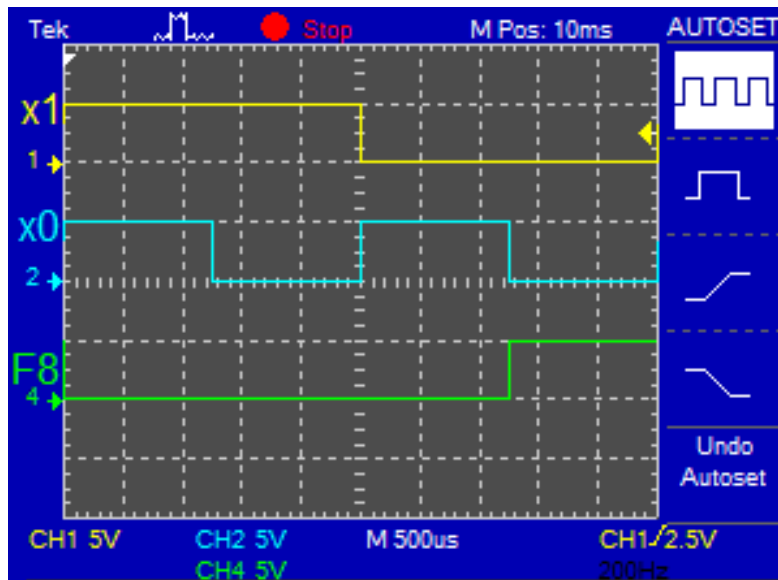 Tek Stop M Pos: 10ms AUTOSET
x1
1
x0
2
F8
4
Undo
Autoset
CH1 5V CH2 5V M 500us CH1 2.5V
CH4 5V 200Hz